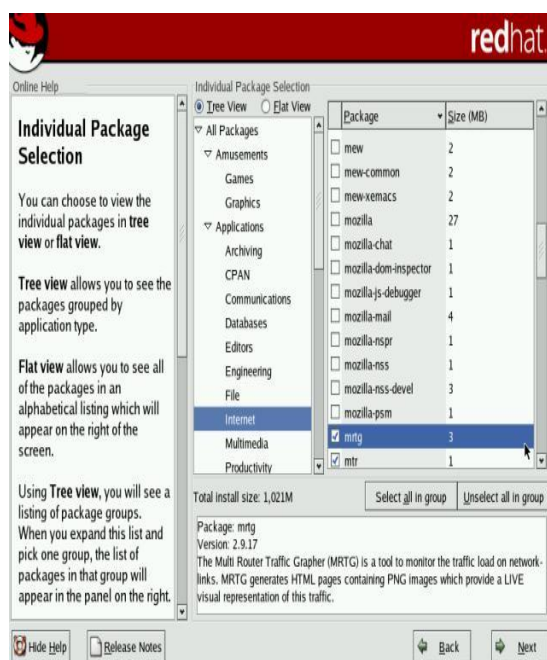 redhat.
Online Help
Individual Package
Selection
You can choose to view the
individual packages in tree
view or flat view.
Tree view allows you to see the
packages grouped by
application type.
Flat view allows you to see all
of the packages in an
alphabetical listing which will
appear on the right of the
screen.
Using Tree view, you will see a
listing of package groups.
When you expand this list and
pick one group, the list of
packages in that group will
appear in the panel on the right.
Individual Package Selection
Tree View Flat View
All Packages
Amusements
Games
Graphics
Applications
Archiving
CPAN
Communications
Databases
Editors
Engineering
File
Internet
Multimedia
Productivity
Package Size (MB)
mew 2
mew-common 2
mew-xemacs 2
mozilla 27
mozilla-chat 1
mozilla-dom-inspector 1
mozilla-js-debugger 1
mozilla-mail 4
mozilla-nspr 1
mozilla-nss 1
mozilla-nss-devel 3
mozilla-psm 1
mrtg 3
mtr 1
Total install size: 1,021M
Select all in group Unselect all in group
Package: mrtg
Version: 2.9.17
The Multi Router Traffic Grapher (MRTG) is a tool to monitor the traffic load on network-
links. MRTG generates HTML pages containing PNG images which provide a LIVE
visual representation of this traffic.
Hide Help Release Notes Back Next